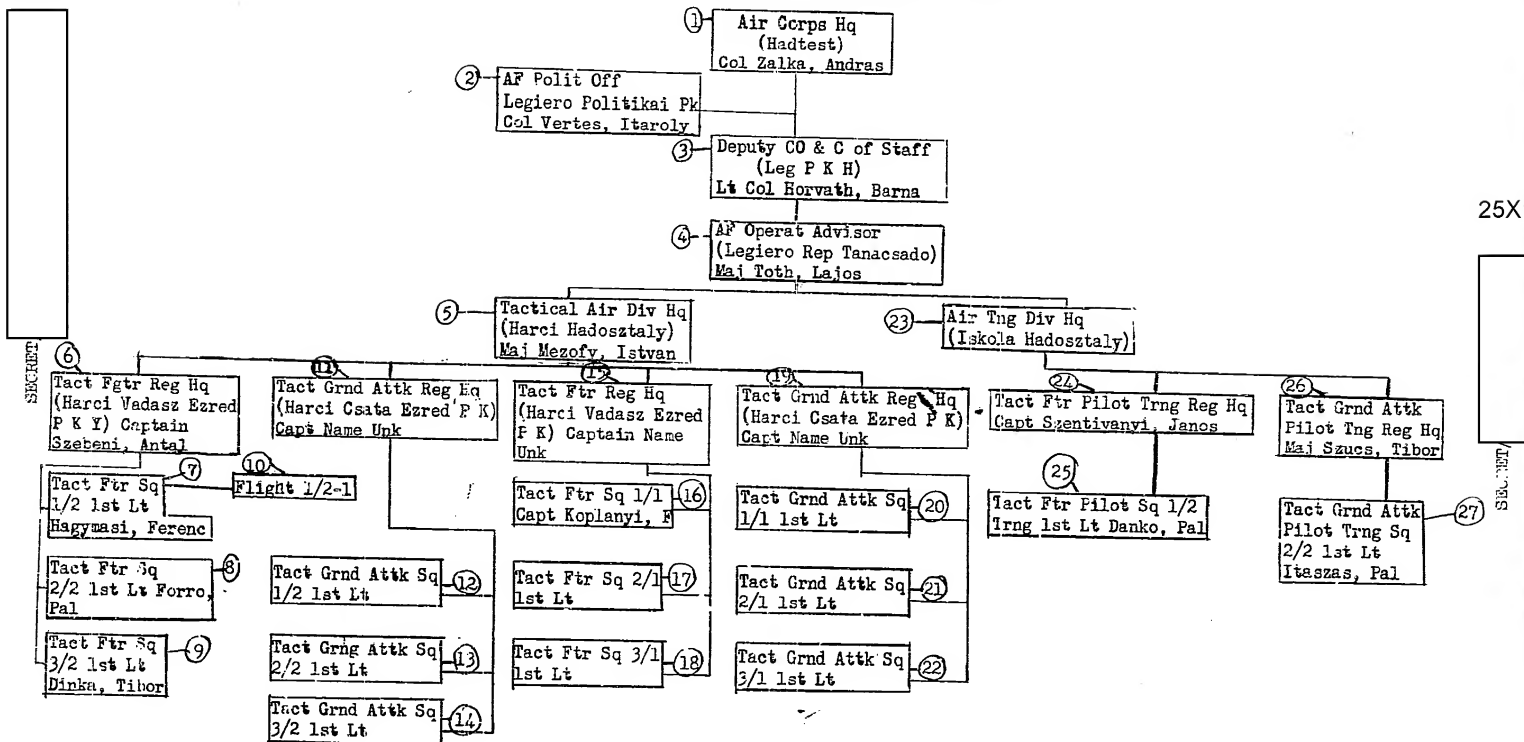 1
Air Corps Hq
(Hadtest)
Col Zalka, Andras
2
AF Polit Off
Legiero Politikai Pk
Col Vertes, Itaroly
3
Deputy CO & C of Staff
(Leg P K H)
Lt Col Horvath, Barna
25X
4
AF Operat Advisor
(Legiero Rep Tanacsado)
Maj Toth, Lajos
5
Tactical Air Div Hq
(Harci Hadosztaly)
Maj Mezofy, Istvan
23
Air Tng Div Hq
(Iskola Hadosztaly)
SECRET
6
Tact Fgtr Reg Hq
(Harci Vadasz Ezred
P K Y) Captain
Szebeni, Antal
11
Tact Grnd Attk Reg Hq
(Harci Csata Ezred P K)
Capt Name Unk
15
Tact Ftr Reg Hq
(Harci Vadasz Ezred
P K) Captain Name
Unk
19
Tact Grnd Attk Reg Hq
(Harci Csata Ezred P K)
Capt Name Unk
24
Tact Ftr Pilot Trng Reg Hq
Capt Szentivanyi, Janos
26
Tact Grnd Attk
Pilot Tng Reg Hq
Maj Szucs, Tibor
SECRET
7
Tact Ftr Sq
1/2 1st Lt
Hagymasi, Ferenc
10
Flight 1/2-1
16
Tact Ftr Sq 1/1
Capt Koplanyi, F
20
Tact Grnd Attk Sq
1/1 1st Lt
25
Tact Ftr Pilot Sq 1/2
Trng 1st Lt Danko, Pal
27
Tact Grnd Attk
Pilot Trng Sq
2/2 1st Lt
Itaszas, Pal
8
Tact Ftr Sq
2/2 1st Lt Forro,
Pal
12
Tact Grnd Attk Sq
1/2 1st Lt
17
Tact Ftr Sq 2/1
1st Lt
21
Tact Grnd Attk Sq
2/1 1st Lt
9
Tact Ftr Sq
3/2 1st Lt
Dinka, Tibor
13
Tact Grng Attk Sq
2/2 1st Lt
18
Tact Ftr Sq 3/1
1st Lt
22
Tact Grnd Attk Sq
3/1 1st Lt
14
Tact Grnd Attk Sq
3/2 1st Lt